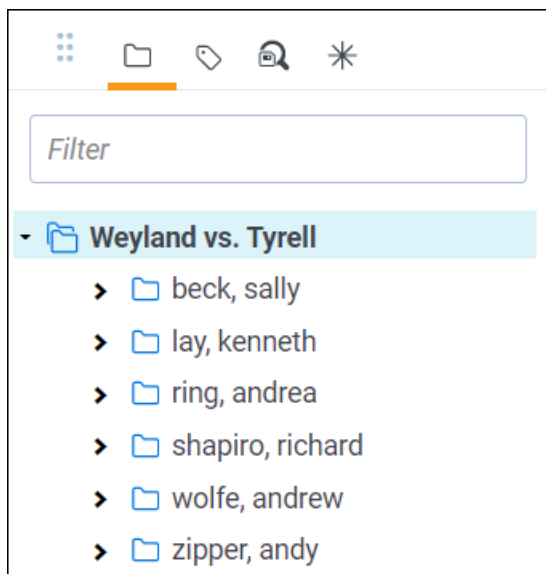 Filter
Weyland vs. Tyrell
beck, sally
lay, kenneth
ring, andrea
shapiro, richard
wolfe, andrew
zipper, andy